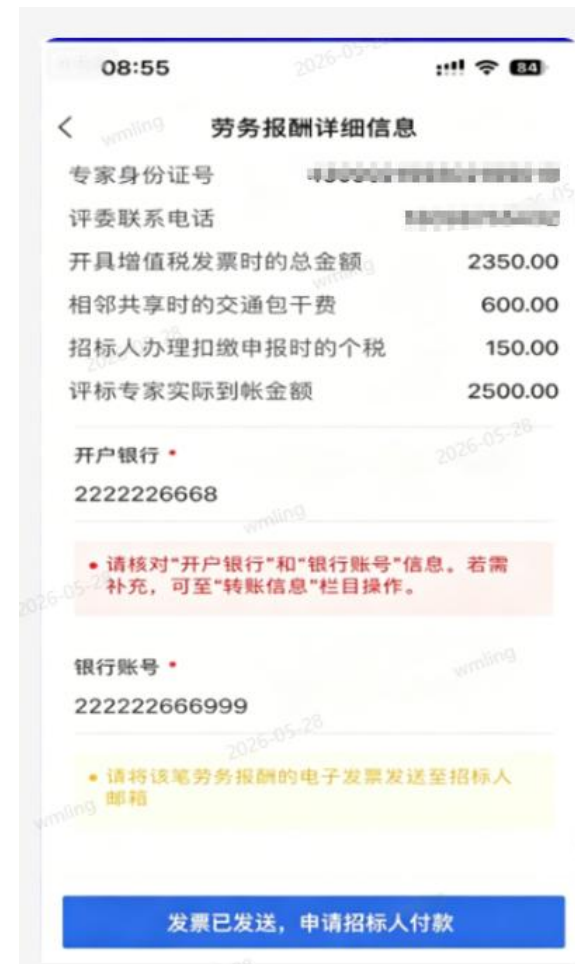 08:55
84
劳务报酬详细信息
专家身份证号
评委联系电话
开具增值税发票时的总金额 2350.00
相邻共享时的交通包干费 600.00
招标人办理扣缴申报时的个税 150.00
评标专家实际到帐金额 2500.00
开户银行 •
2222226668
• 请核对“开户银行”和“银行账号”信息。若需
补充，可至“转账信息”栏目操作。
银行账号 •
222222666999
• 请将该笔劳务报酬的电子发票发送至招标人
邮箱
发票已发送，申请招标人付款
wmling
2026-05-28